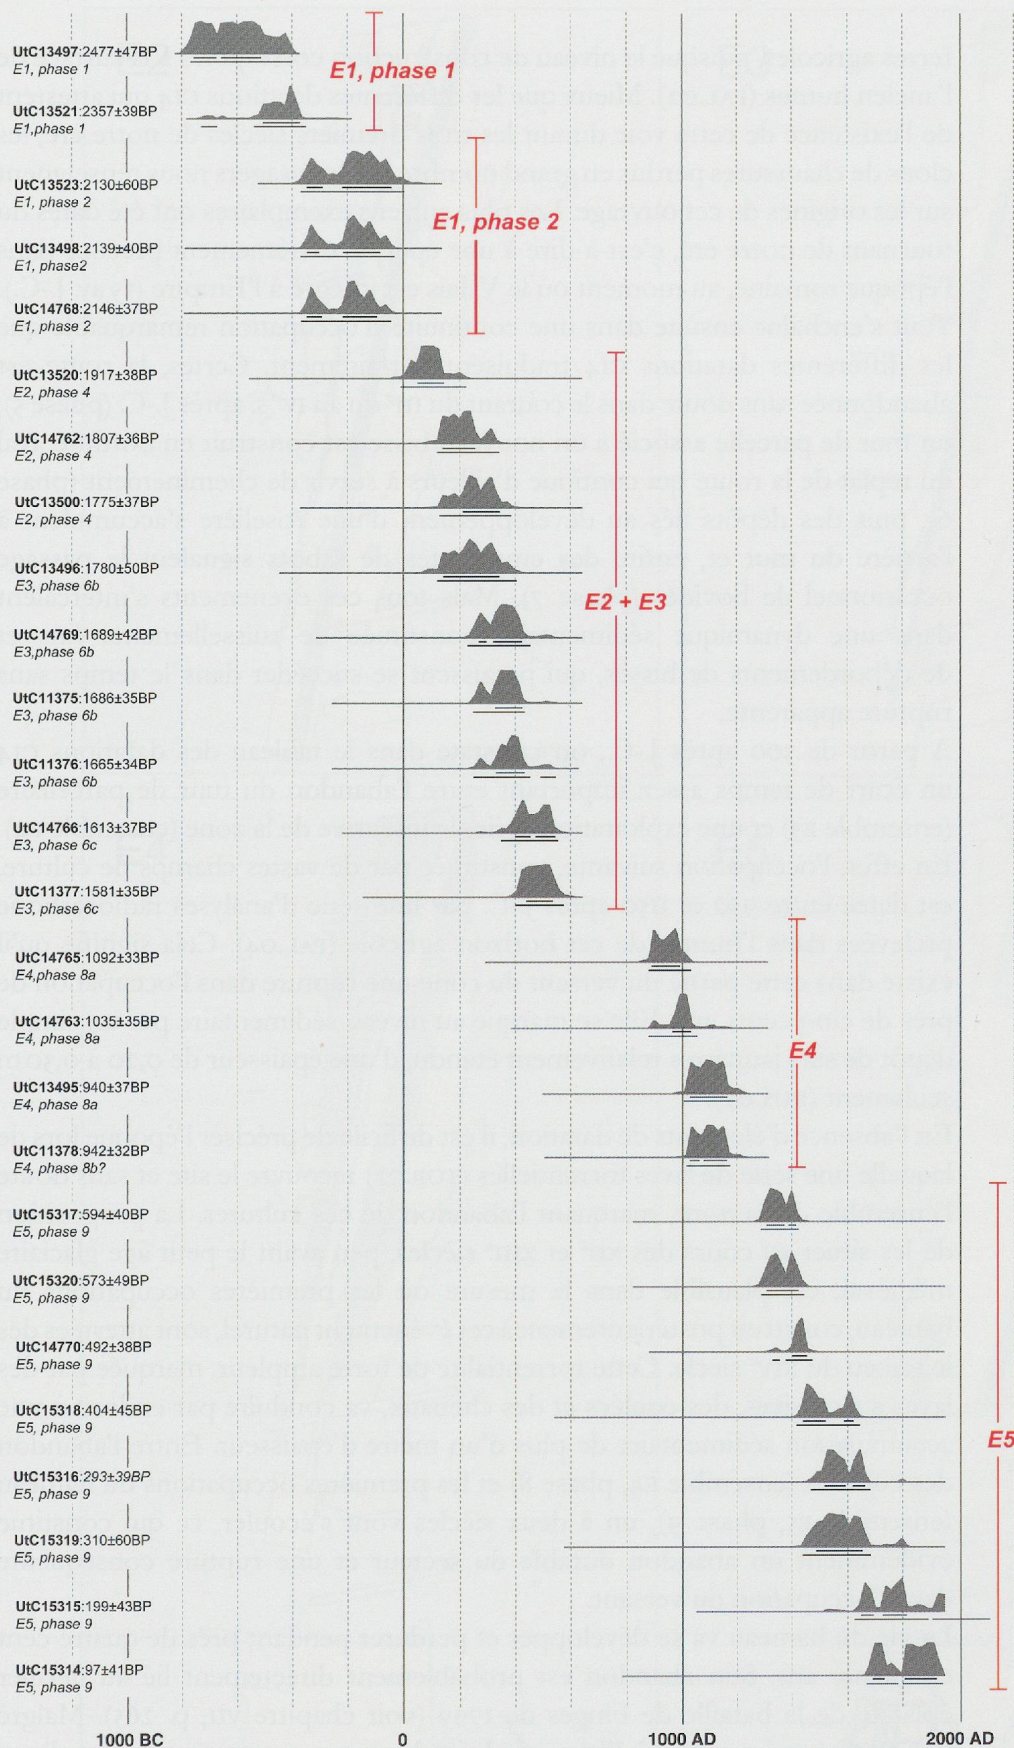 UtC13497:2477±47BP
E1, phase 1
E1, phase 1
UtC13521:2357±39BP
E1,phase 1
UtC13523:2130±60BP
E1, phase 2
E1, phase 2
UtC13498:2139±40BP
E1, phase2
UtC14768:2146±37BP
E1, phase 2
UtC13520:1917±38BP
E2, phase 4
UtC14762:1807±36BP
E2, phase 4
UtC13500:1775±37BP
E2, phase 4
UtC13496:1780±50BP
E3, phase 6b
E2 + E3
UtC14769:1689±42BP
E3,phase 6b
UtC11375:1686±35BP
E3, phase 6b
UtC11376:1665±34BP
E3, phase 6b
UtC14766:1613±37BP
E3, phase 6c
UtC11377:1581±35BP
E3, phase 6c
UtC14765:1092±33BP
E4,phase 8a
UtC14763:1035±35BP
E4, phase 8a
E4
UtC13495:940±37BP
E4, phase 8a
UtC11378:942±32BP
E4, phase 8b?
UtC15317:594±40BP
E5, phase 9
UtC15320:573±49BP
E5, phase 9
UtC14770:492±38BP
E5, phase 9
UtC15318:404±45BP
E5, phase 9
E5
UtC15316:293±39BP
E5, phase 9
UtC15319:310±60BP
E5, phase 9
UtC15315:199±43BP
E5, phase 9
UtC15314:97±41BP
E5, phase 9
1000 BC 0 1000 AD 2000 AD